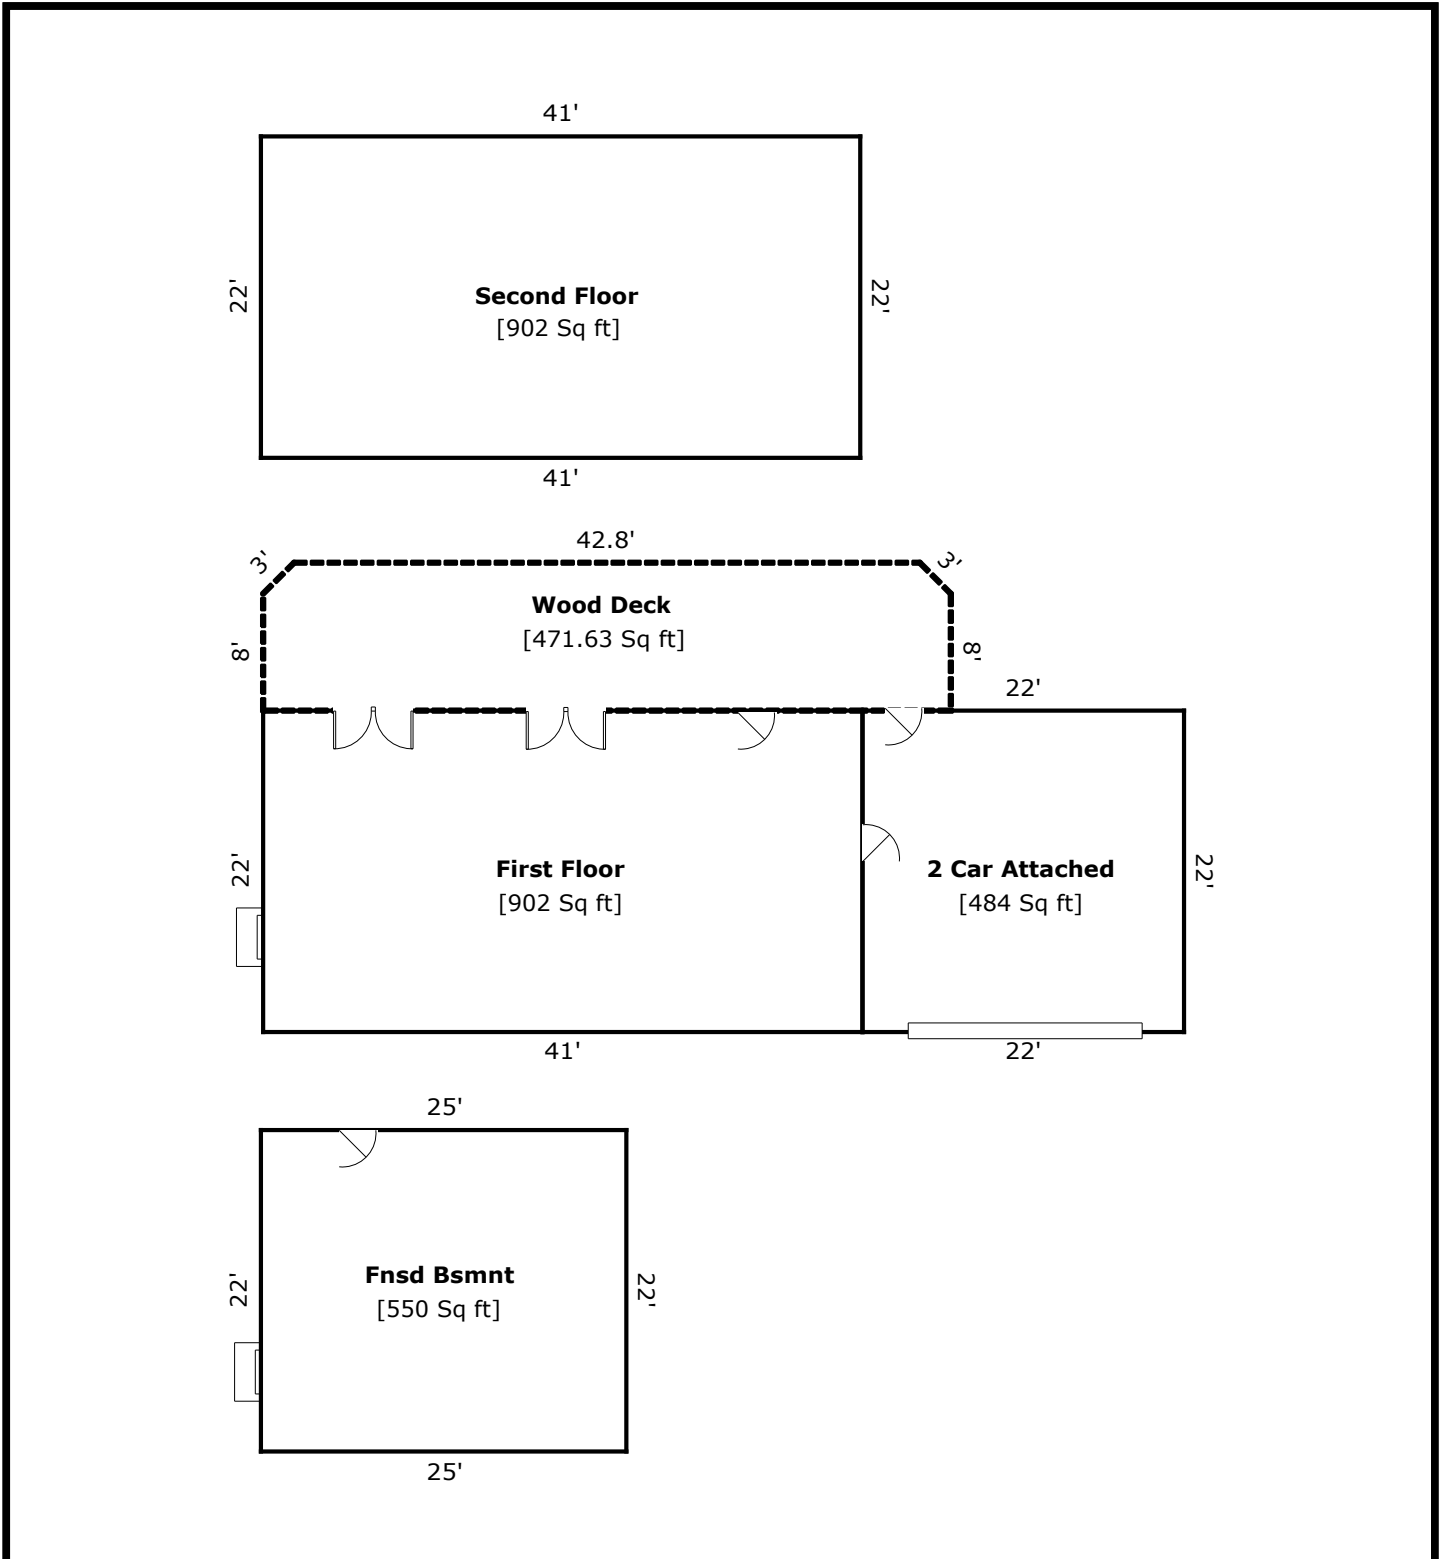 41'
22'
Second Floor
22'
[902 Sq ft]
41'
42.8'
3'
3'
Wood Deck
[471.63 Sq ft]
8'
8'
22'
22'
First Floor
2 Car Attached
22'
[902 Sq ft]
[484 Sq ft]
41'
22'
25'
22'
Fnsd Bsmnt
22'
[550 Sq ft]
25'